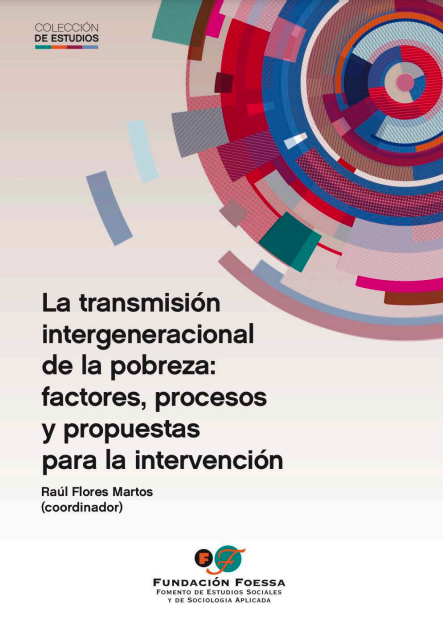 COLECCIÓN
DE ESTUDIOS
La transmisión
intergeneracional
de la pobreza:
factores, procesos
y propuestas
para la intervención
Raúl Flores Martos
(coordinador)
F F
FUNDACIÓN FOESSA
FOMENTO DE ESTUDIOS SOCIALES
Y DE SOCIOLOGIA APLICADA